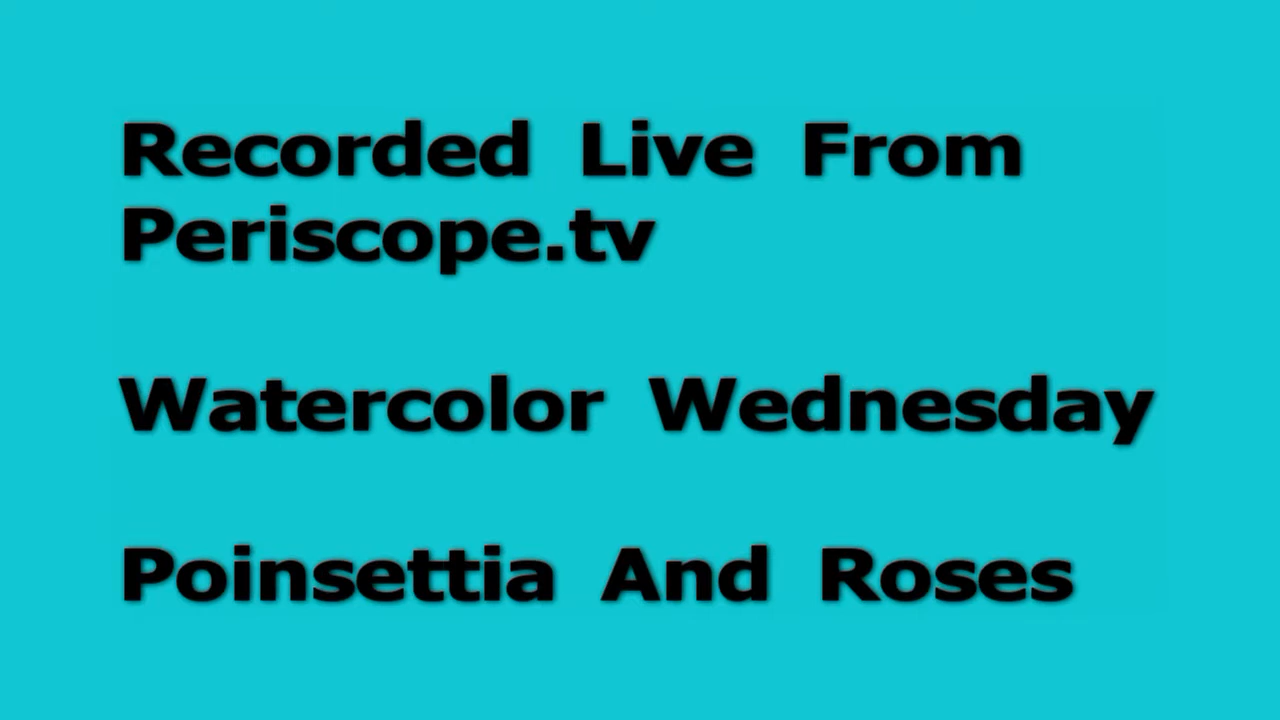 Recorded Live From
Periscope.tv
Watercolor Wednesday
Poinsettia And Roses